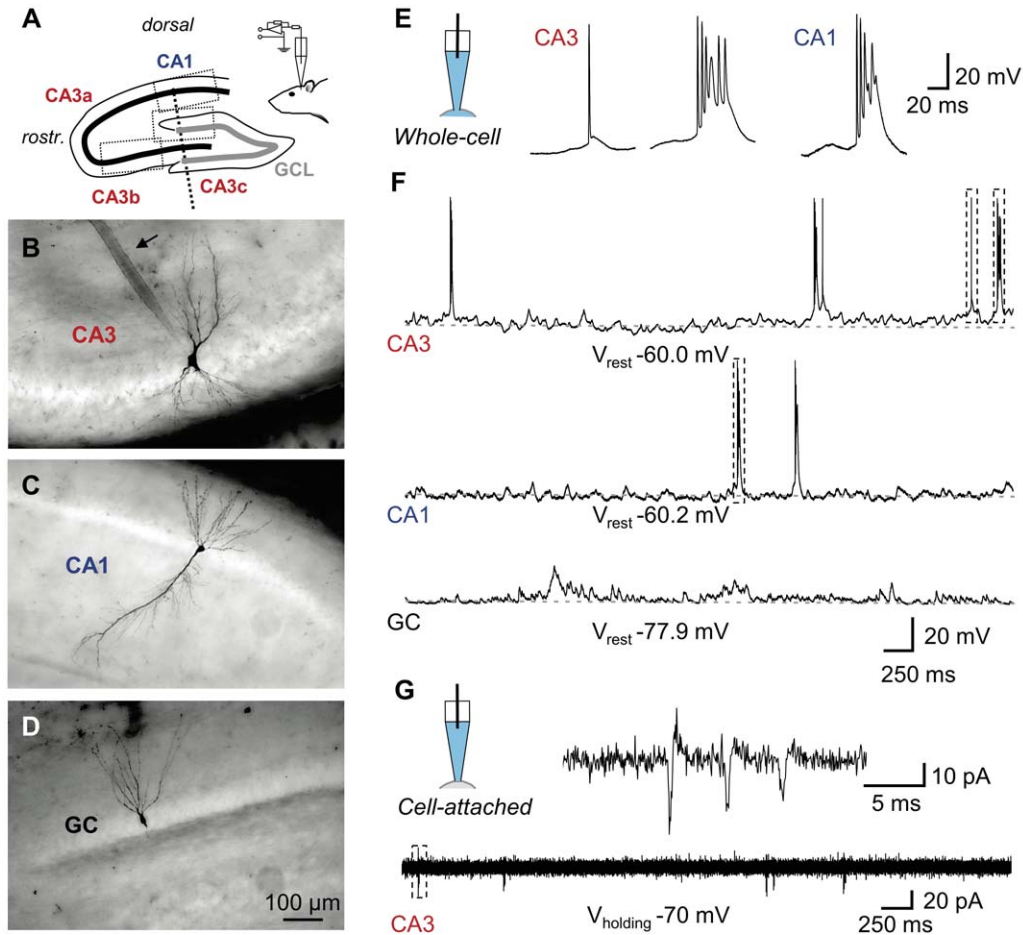 A
dorsal
CA1
CA3a
rostr.
GCL
CA3b
CA3c
B
CA3
C
CA1
D
GC
100 µm
E
CA3
CA1
20 mV
20 ms
Whole-cell
F
CA3
Vrest -60.0 mV
CA1
Vrest -60.2 mV
GC
Vrest -77.9 mV
20 mV
250 ms
G
10 pA
5 ms
Cell-attached
CA3
Vholding -70 mV
20 pA
250 ms